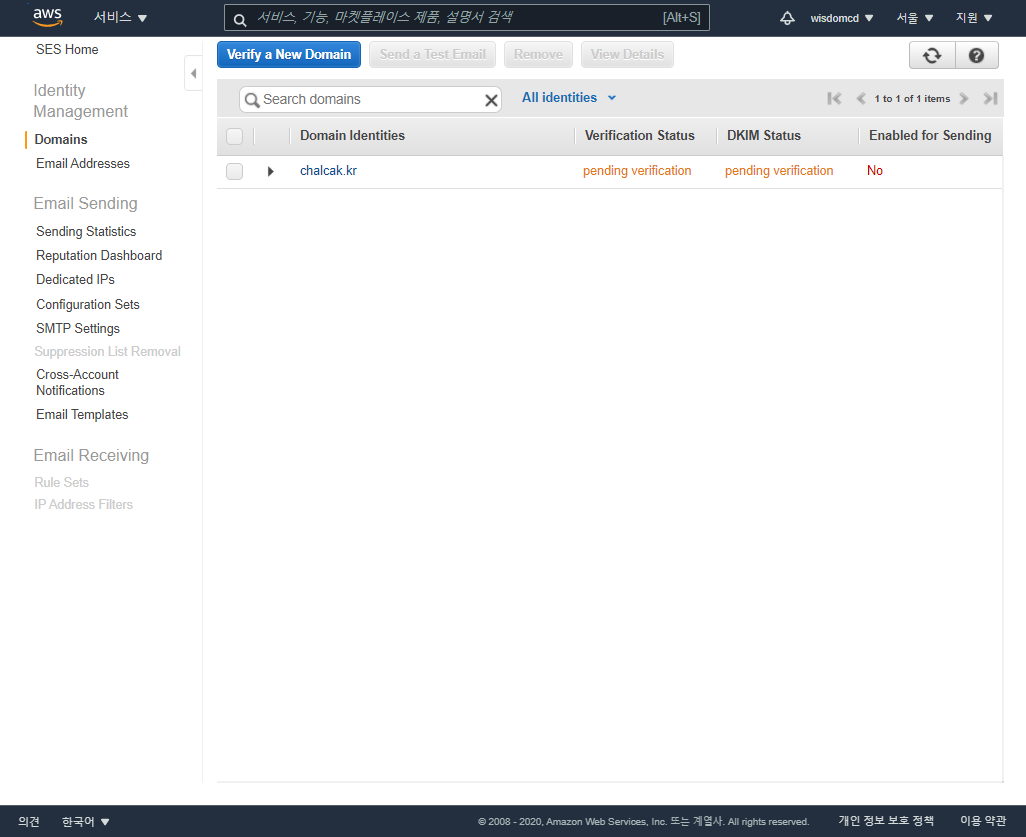 aws 서비스 서비스, 기능, 마켓플레이스 제품, 설명서 검색 [Alt+S] wisdomcd 서울 지원
SES Home
Identity
Management
Domains
Email Addresses
Email Sending
Sending Statistics
Reputation Dashboard
Dedicated IPs
Configuration Sets
SMTP Settings
Suppression List Removal
Cross-Account
Notifications
Email Templates
Email Receiving
Rule Sets
IP Address Filters
Verify a New Domain Send a Test Email Remove View Details
Search domains All identities 1 to 1 of 1 items
Domain Identities Verification Status DKIM Status Enabled for Sending
chalcak.kr pending verification pending verification No
의견 한국어 © 2008 - 2020, Amazon Web Services, Inc. 또는 계열사. All rights reserved. 개인 정보 보호 정책 이용 약관